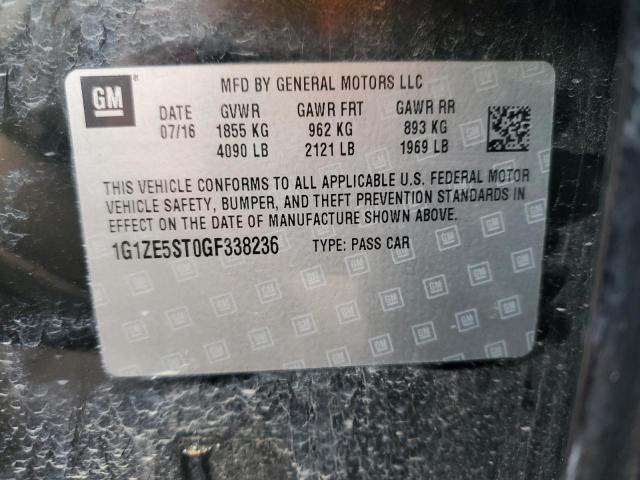 GM ® MFD BY GENERAL MOTORS LLC
DATE GVWR GAWR FRT GAWR RR
07/16 1855 KG 962 KG 893 KG
4090 LB 2121 LB 1969 LB
THIS VEHICLE CONFORMS TO ALL APPLICABLE U.S. FEDERAL MOTOR
VEHICLE SAFETY, BUMPER, AND THEFT PREVENTION STANDARDS IN
EFFECT ON THE DATE OF MANUFACTURE SHOWN ABOVE.
1G1ZE5ST0GF338236 TYPE: PASS CAR